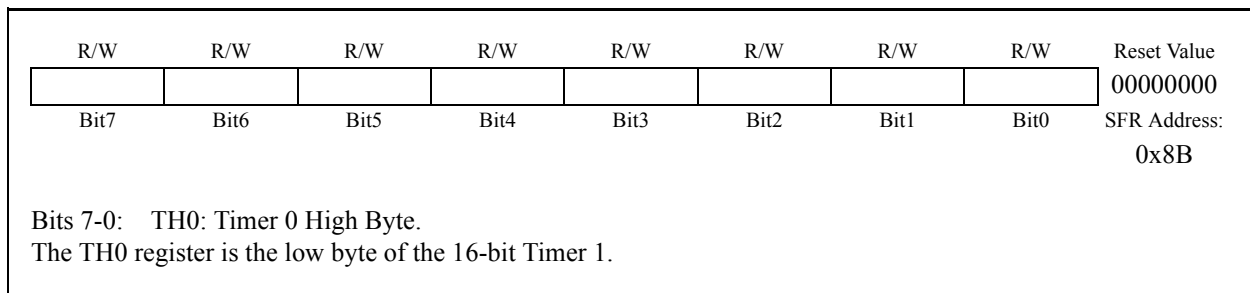 R/W R/W R/W R/W R/W R/W R/W R/W Reset Value
00000000
Bit7 Bit6 Bit5 Bit4 Bit3 Bit2 Bit1 Bit0 SFR Address:
0x8B
Bits 7-0: TH0: Timer 0 High Byte.
The TH0 register is the low byte of the 16-bit Timer 1.